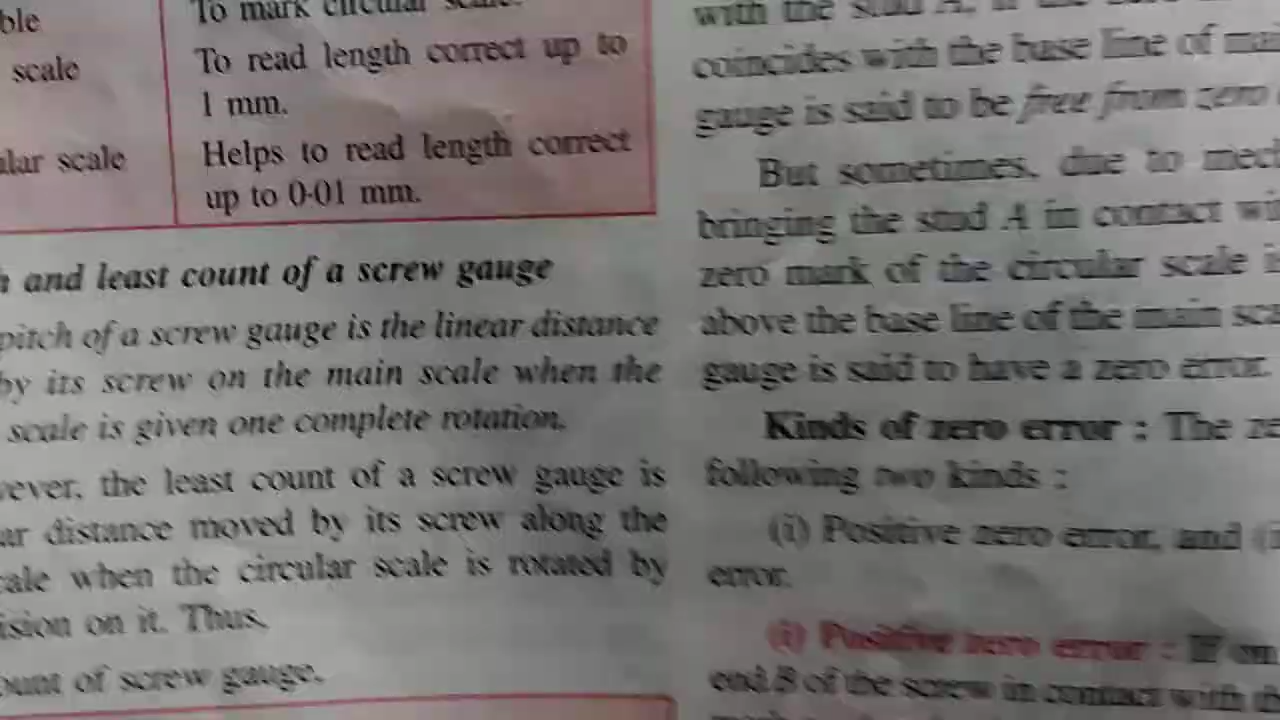 ble
To mark circular scale.
scale
To read length correct up to
1 mm.
ular scale
Helps to read length correct
up to 0·01 mm.
h and least count of a screw gauge
pitch of a screw gauge is the linear distance
by its screw on the main scale when the
scale is given one complete rotation.
vever, the least count of a screw gauge is
ar distance moved by its screw along the
cale when the circular scale is rotated by
ision on it. Thus,
ount of screw gauge.
with the stud A,
coincides with the base line of mai
gauge is said to be free from zero
But sometimes, due to mec
bringing the stud A in contact wi
zero mark of the circular scale is
above the base line of the main sca
gauge is said to have a zero error.
Kinds of zero error : The ze
following two kinds :
(i) Positive zero error, and (i
error.
(i) Positive zero error : If on
end B of the screw in contact with th